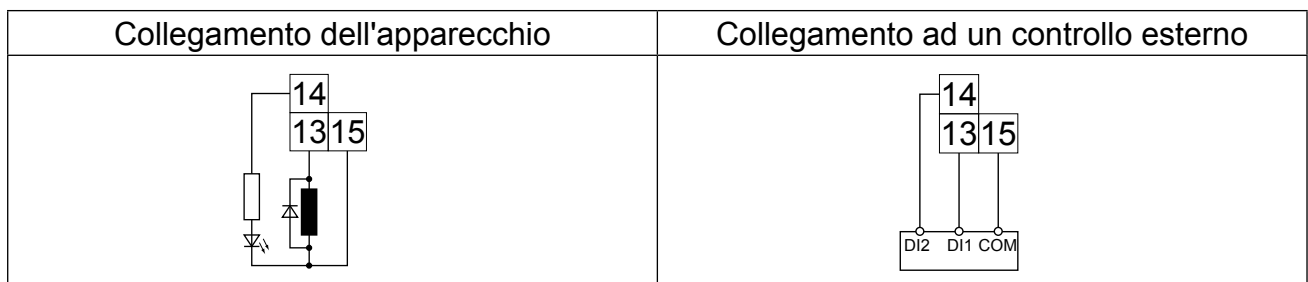 Collegamento dell'apparecchio
Collegamento ad un controllo esterno
14
13 15
14
13 15
DI2 DI1 COM